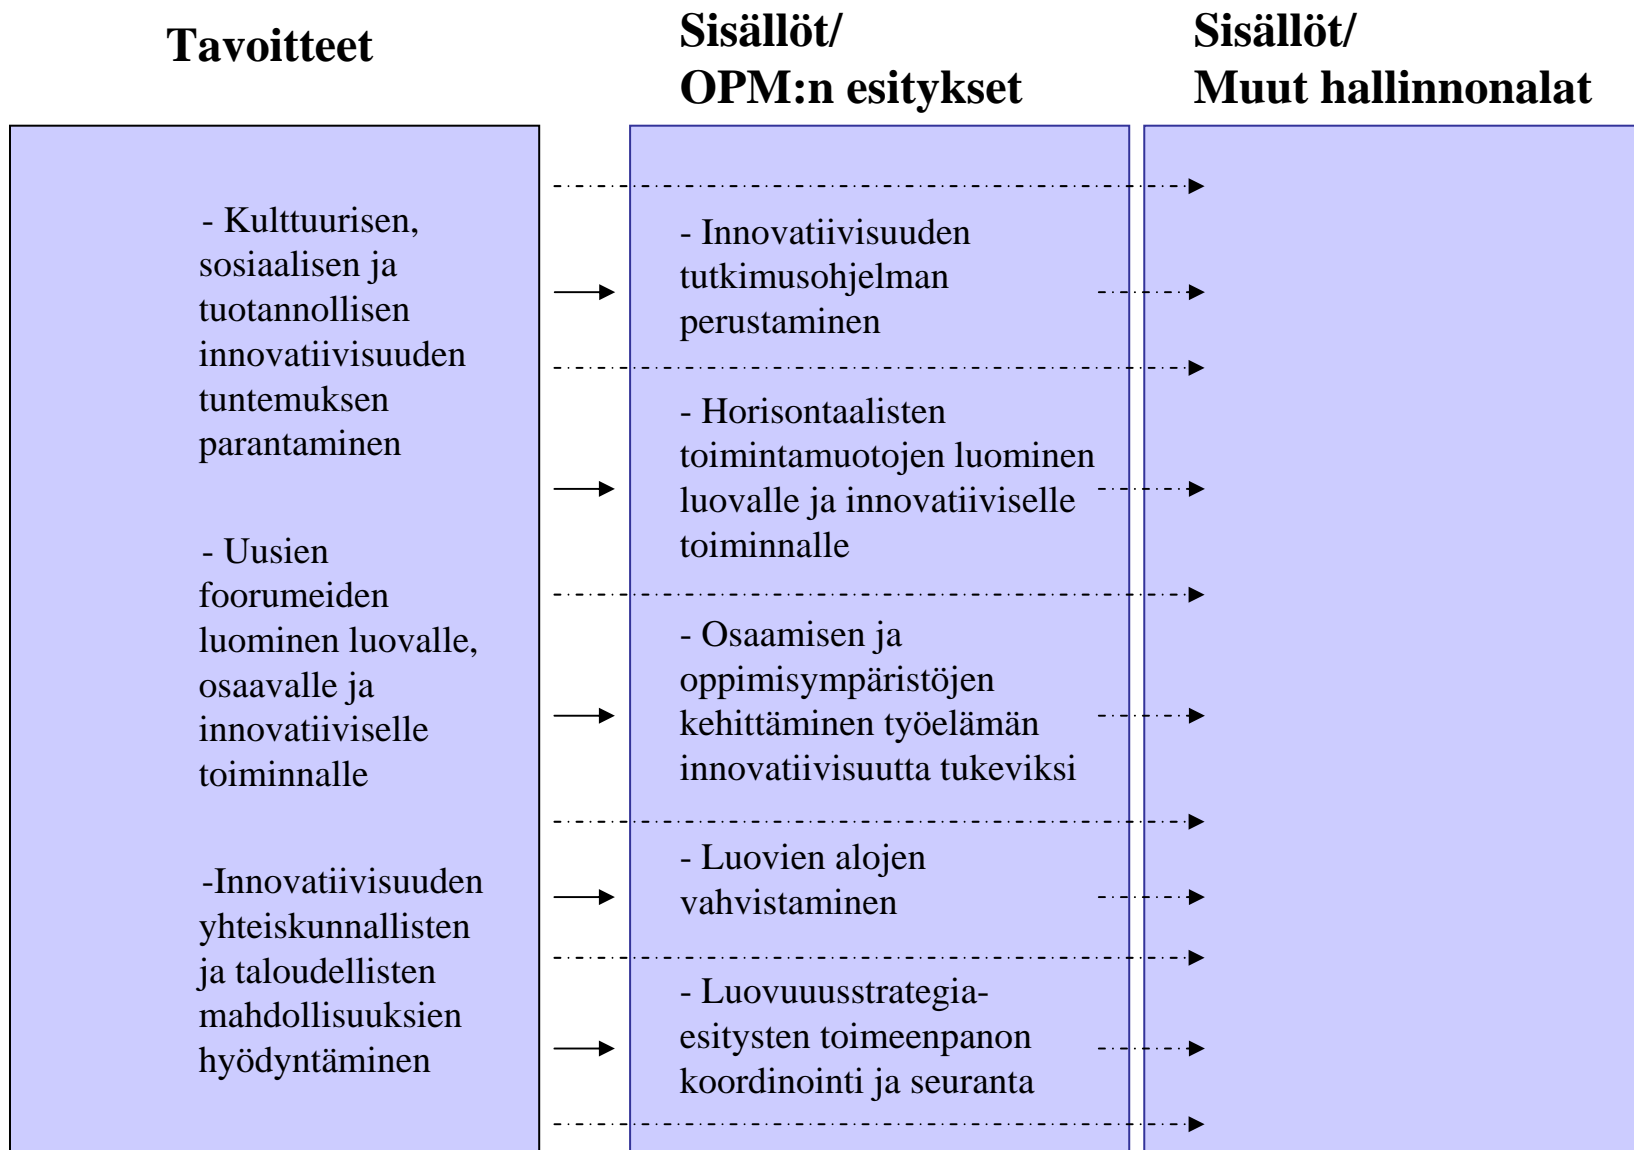 Tavoitteet
Sisällöt/
OPM:n esitykset
Sisällöt/
Muut hallinnonalat
- Kulttuurisen,
sosiaalisen ja
tuotannollisen
innovatiivisuuden
tuntemuksen
parantaminen
- Uusien
foorumeiden
luominen luovalle,
osaavalle ja
innovatiiviselle
toiminnalle
-Innovatiivisuuden
yhteiskunnallisten
ja taloudellisten
mahdollisuuksien
hyödyntäminen
- Innovatiivisuuden
tutkimusohjelman
perustaminen
- Horisontaalisten
toimintamuotojen luominen
luovalle ja innovatiiviselle
toiminnalle
- Osaamisen ja
oppimisympäristöjen
kehittäminen työelämän
innovatiivisuutta tukeviksi
- Luovien alojen
vahvistaminen
- Luovuuusstrategia-
esitysten toimeenpanon
koordinointi ja seuranta